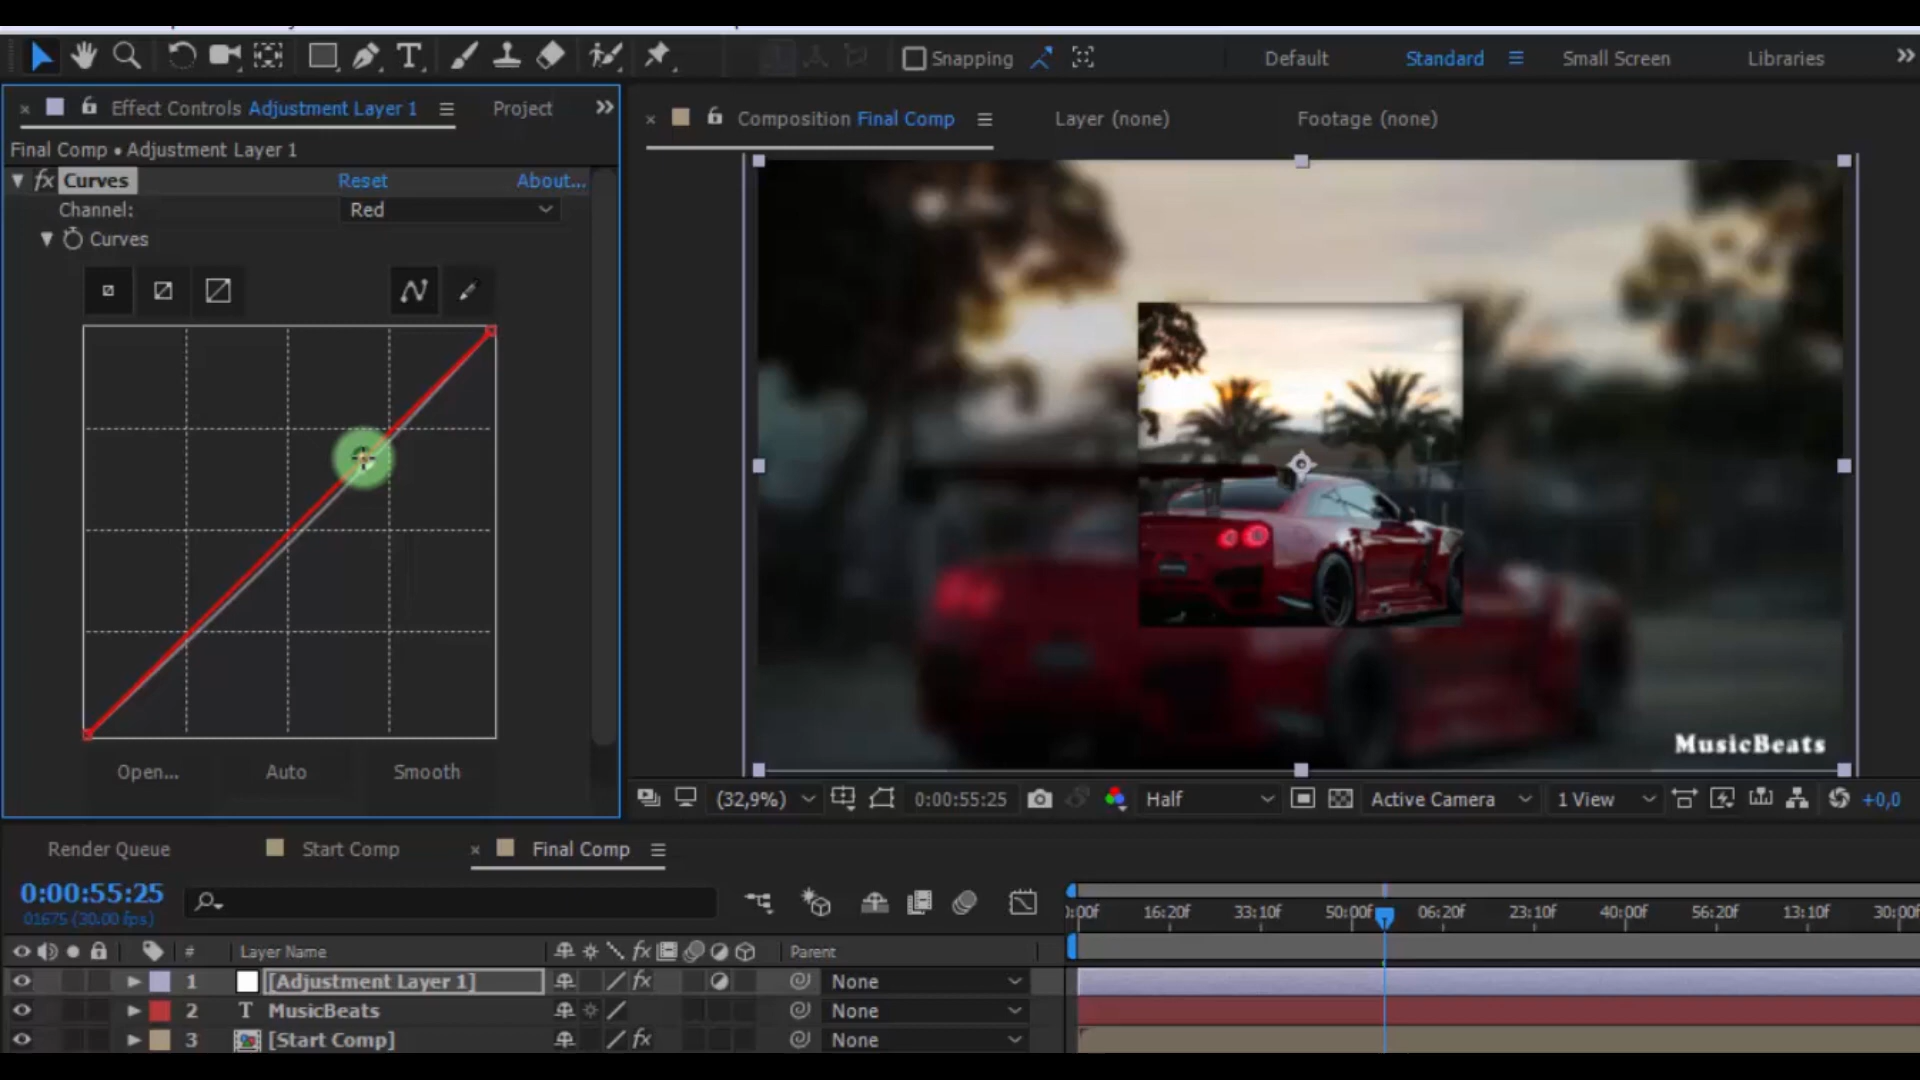 Snapping
Default
Standard
Small Screen
Libraries
Effect Controls Adjustment Layer 1
Project
Composition Final Comp
Layer (none)
Footage (none)
Final Comp • Adjustment Layer 1
fx Curves
Reset
About...
Channel:
Red
Curves
Open...
Auto
Smooth
MusicBeats
(32,9%)
0:00:55:25
Half
Active Camera
1 View
+0,0
Render Queue
Start Comp
Final Comp
0:00:55:25
01675 (30.00 fps)
):00f
16:20f
33:10f
50:00f
06:20f
23:10f
40:00f
56:20f
13:10f
30:00
#
Layer Name
fx
Parent
1
[Adjustment Layer 1]
fx
None
2
T
MusicBeats
None
3
[Start Comp]
fx
None